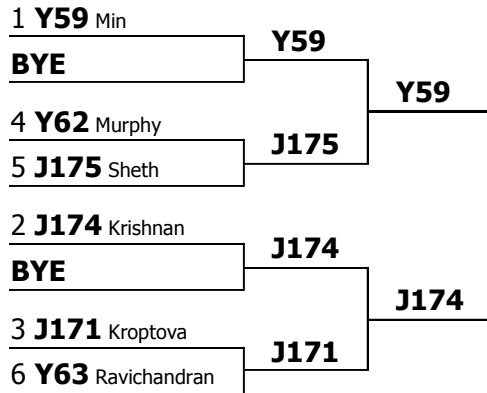 1 Y59 Min
Y59
BYE
Y59
4 Y62 Murphy
J175
5 J175 Sheth
2 J174 Krishnan
J174
BYE
J174
3 J171 Kroptova
J171
6 Y63 Ravichandran